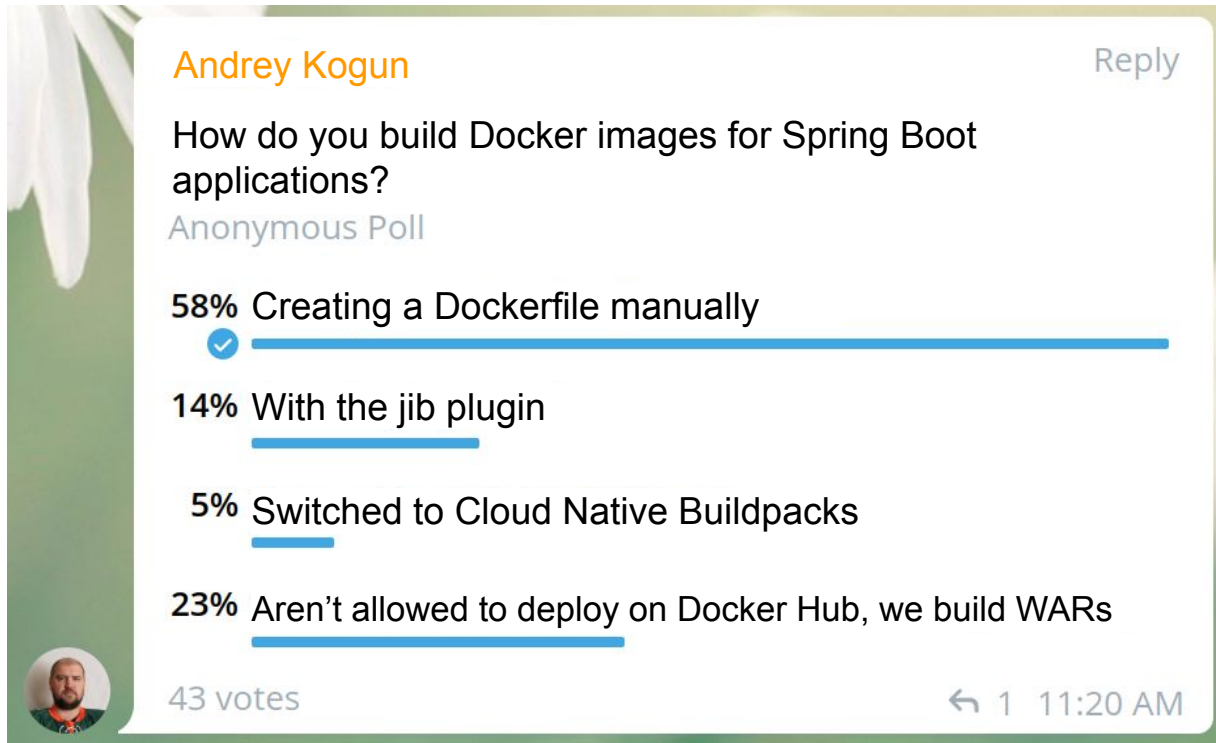 Andrey Kogun
Reply
How do you build Docker images for Spring Boot
applications?
Anonymous Poll
58% Creating a Dockerfile manually
14% With the jib plugin
5% Switched to Cloud Native Buildpacks
23% Aren’t allowed to deploy on Docker Hub, we build WARs
43 votes
1 11:20 AM